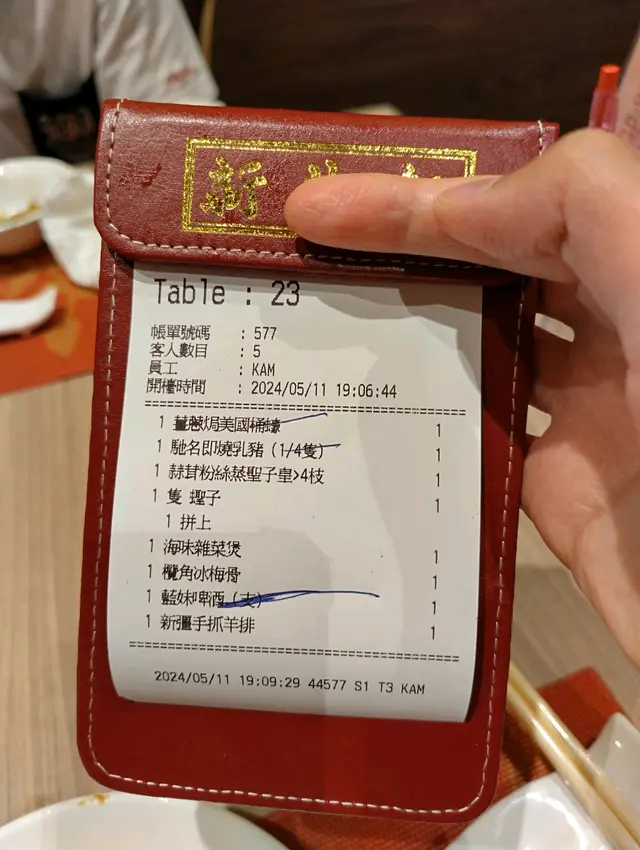 新
Table : 23
帳單號碼 : 577
客人數目 : 5
員工 : KAM
開檯時間 : 2024/05/11 19:06:44
1 薑蔥焗美國桶蠔 1
1 馳名即燒乳豬 (1/4隻) 1
1 蒜茸粉絲蒸聖子皇>4枝 1
1 隻 蟶子 1
1 拼上
1 海味雜菜煲 1
1 欖角冰梅骨 1
1 藍妹啤酒 (支) 1
1 新疆手抓羊排 1
2024/05/11 19:09:29 44577 S1 T3 KAM